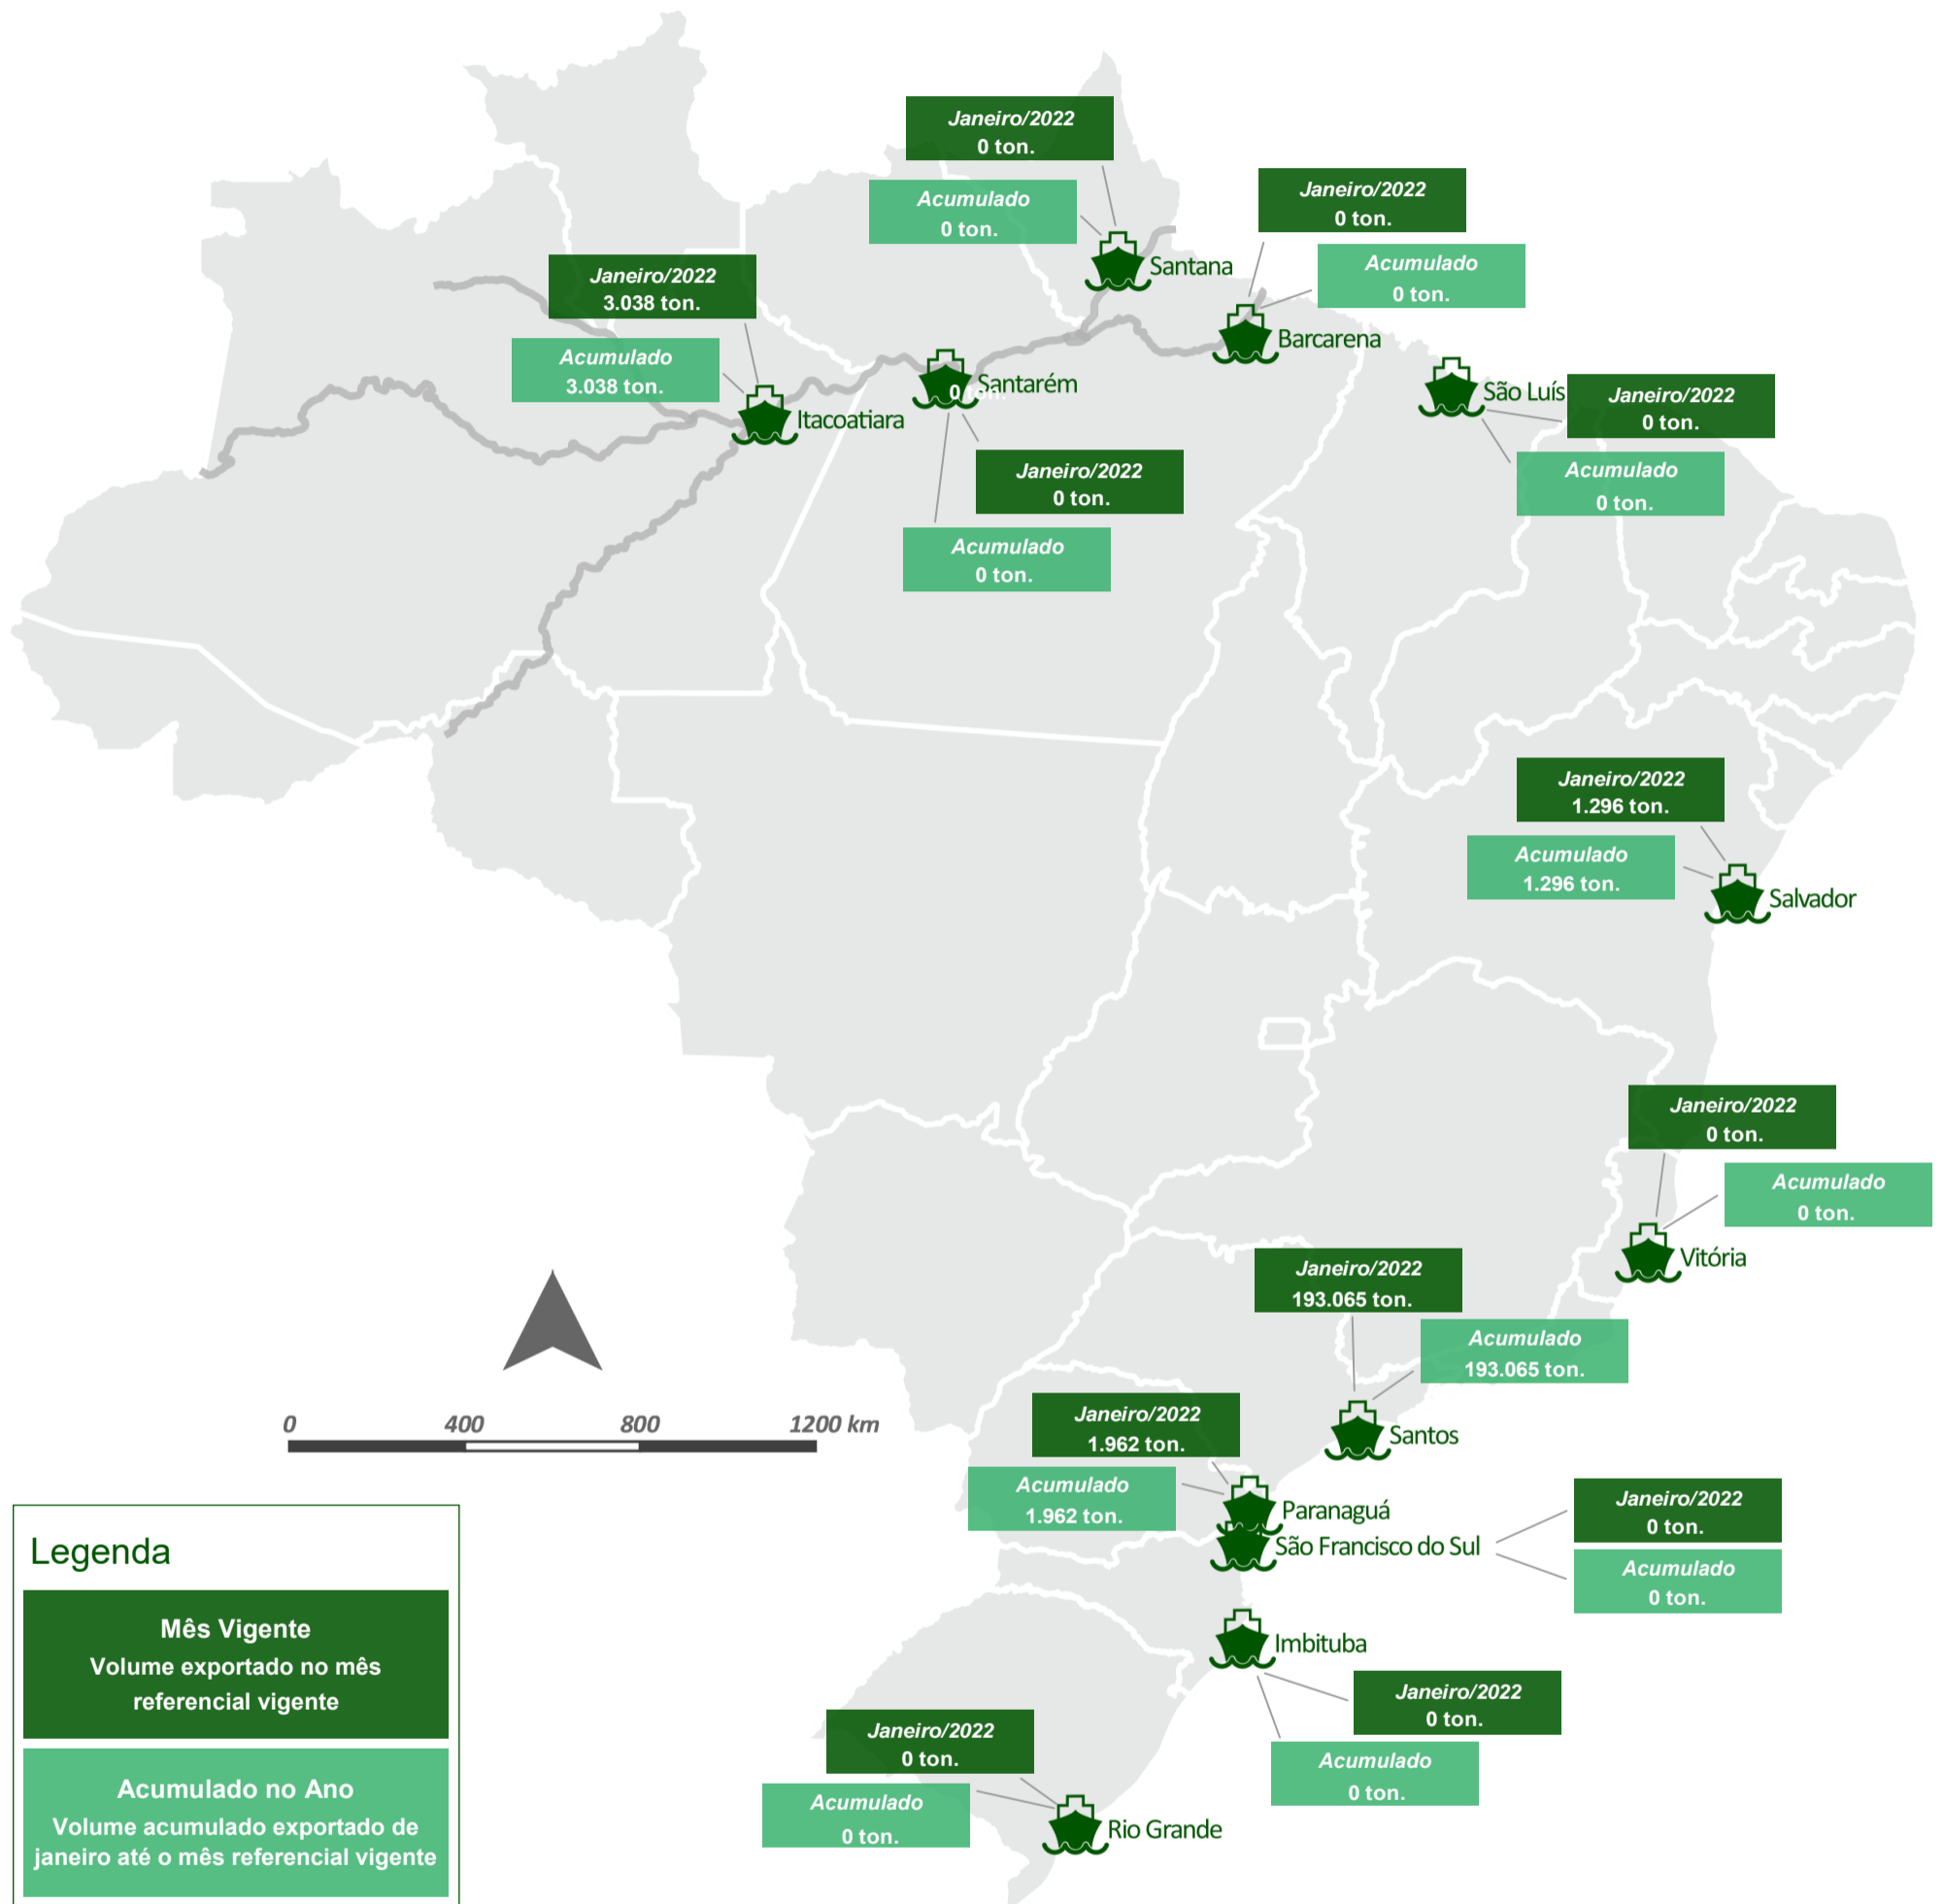 Janeiro/2022
0 ton.
Acumulado
0 ton.
Santana
Janeiro/2022
0 ton.
Acumulado
0 ton.
Barcarena
Janeiro/2022
3.038 ton.
Acumulado
3.038 ton.
Itacoatiara
Santarém
0 ton.
Janeiro/2022
0 ton.
Acumulado
0 ton.
São Luís
Janeiro/2022
0 ton.
Acumulado
0 ton.
Janeiro/2022
1.296 ton.
Acumulado
1.296 ton.
Salvador
Janeiro/2022
0 ton.
Acumulado
0 ton.
Vitória
Janeiro/2022
193.065 ton.
Acumulado
193.065 ton.
Santos
Janeiro/2022
1.962 ton.
Acumulado
1.962 ton.
Paranaguá
São Francisco do Sul
Janeiro/2022
0 ton.
Acumulado
0 ton.
Imbituba
Janeiro/2022
0 ton.
Acumulado
0 ton.
Janeiro/2022
0 ton.
Acumulado
0 ton.
Rio Grande
0 400 800 1200 km
Legenda
Mês Vigente
Volume exportado no mês
referencial vigente
Acumulado no Ano
Volume acumulado exportado de
janeiro até o mês referencial vigente